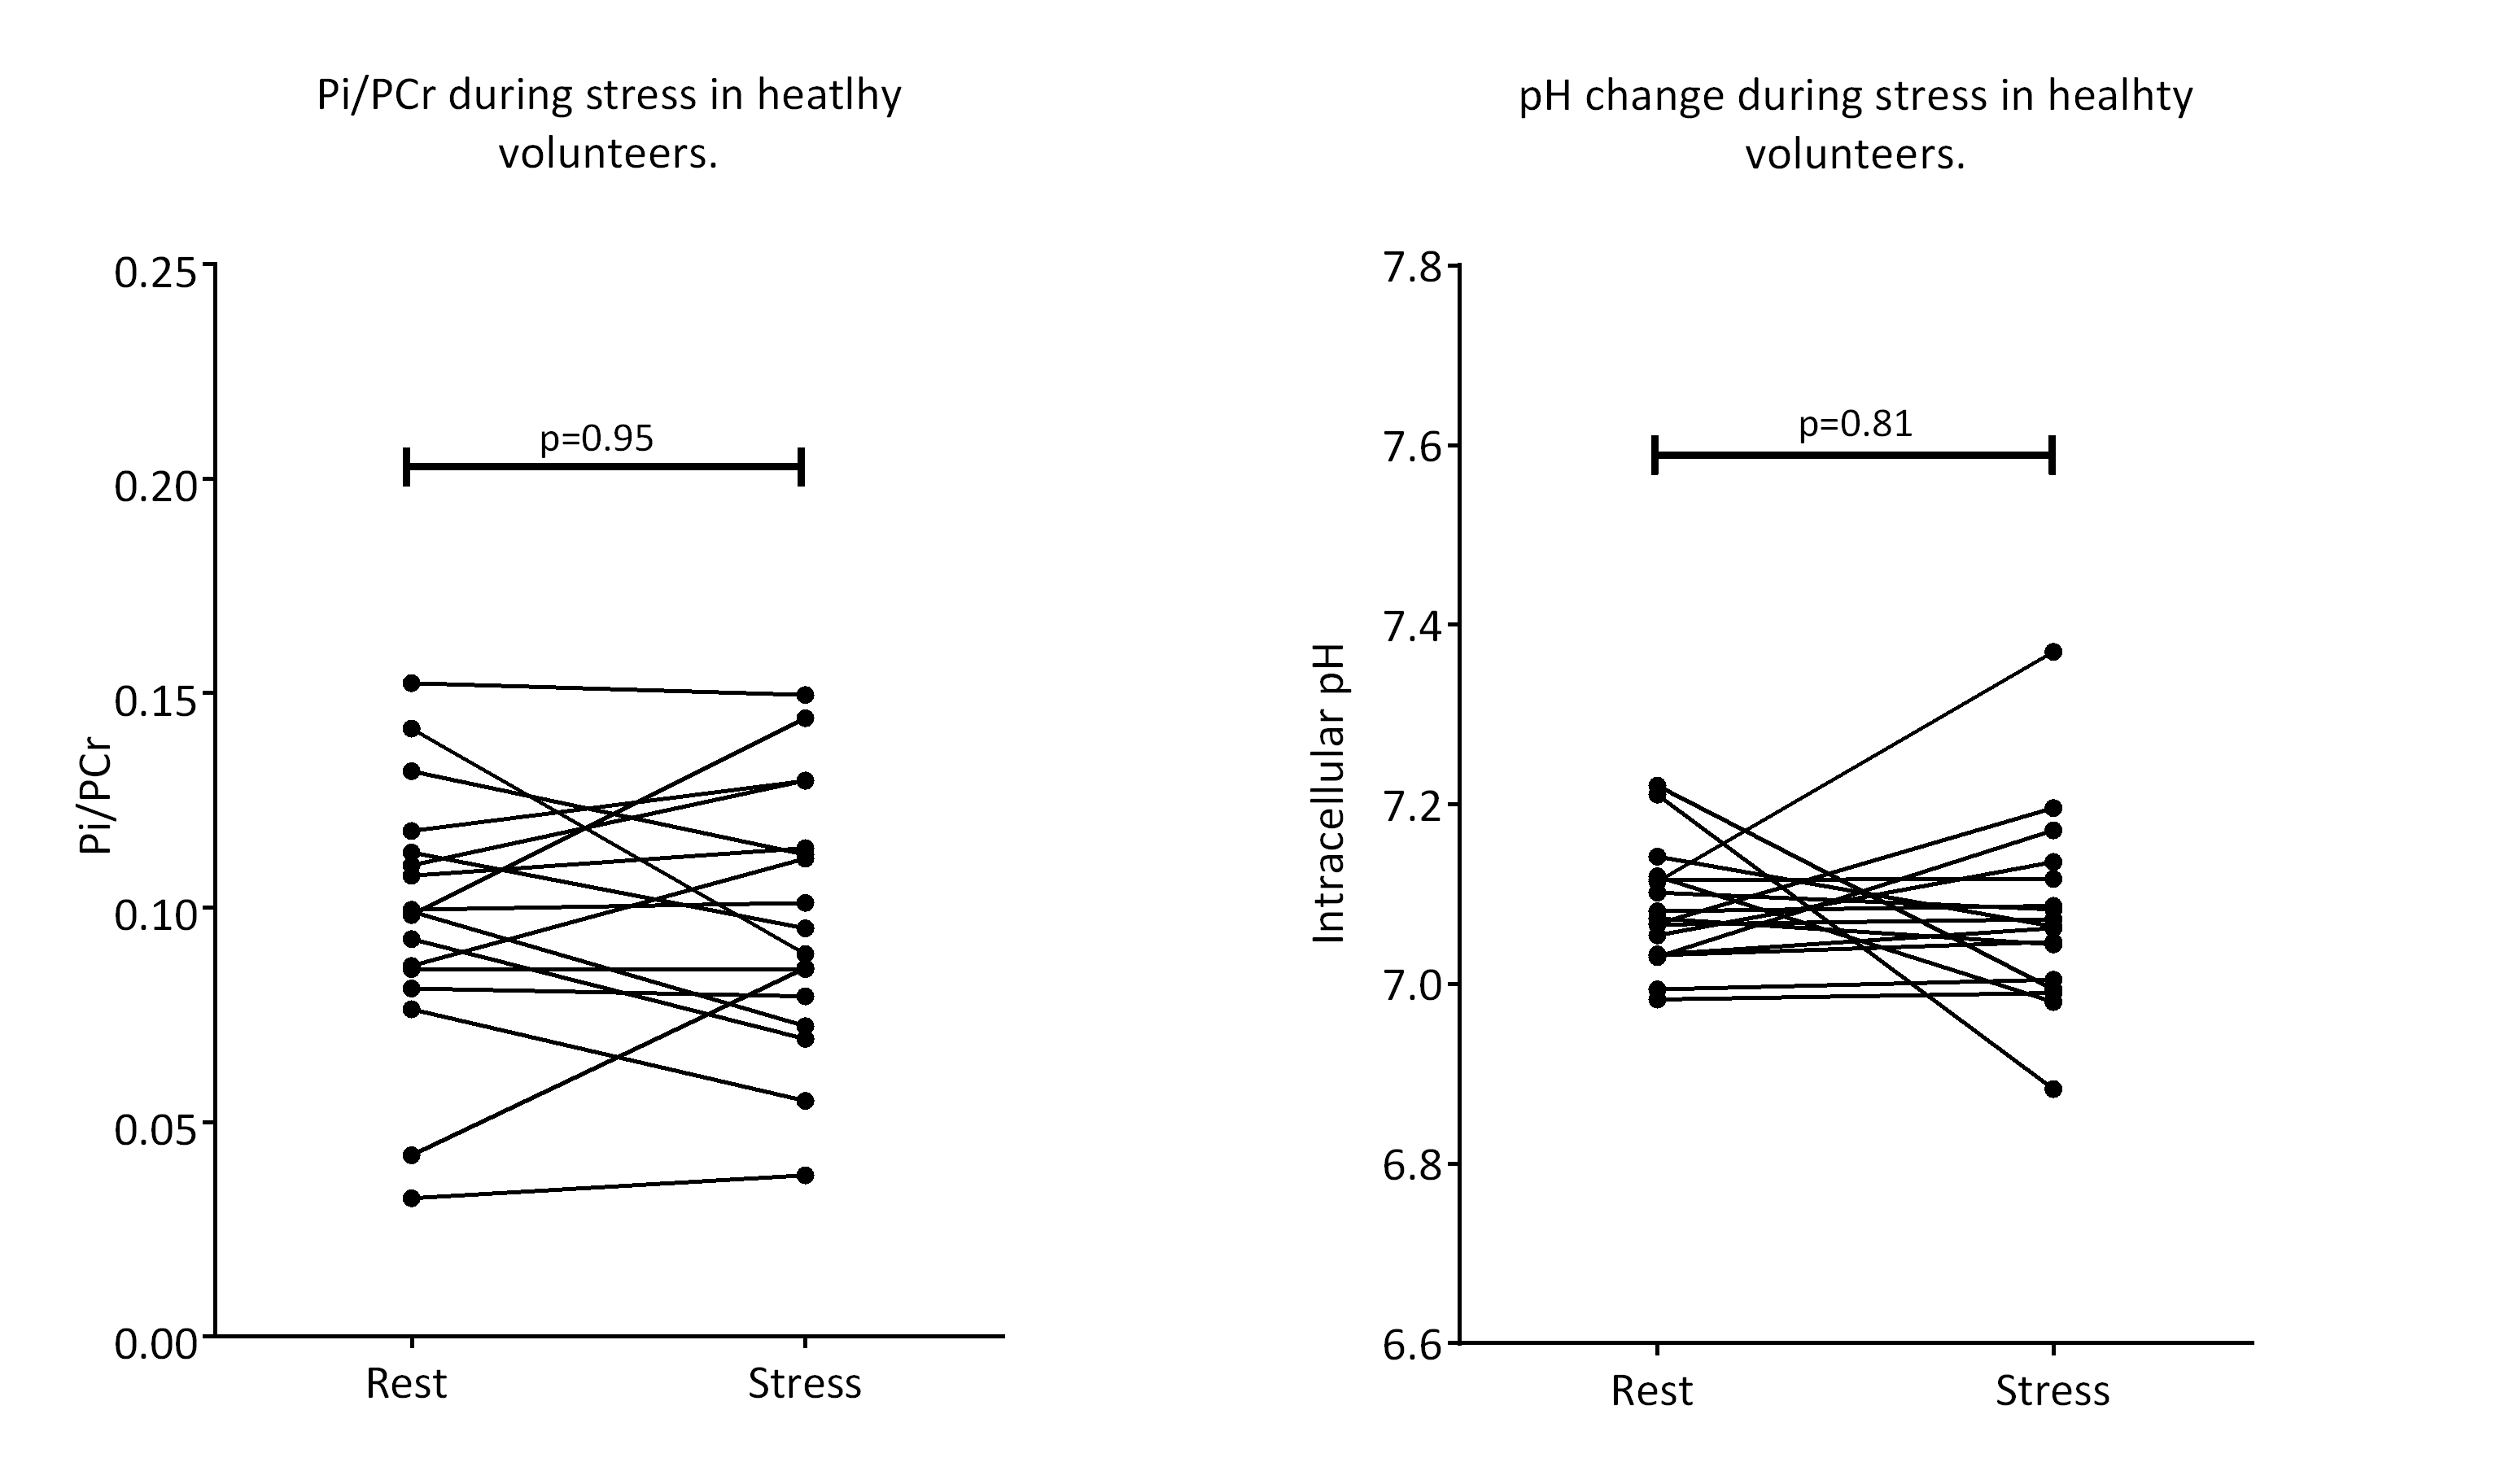 Pi/PCr during stress in heatlhy
volunteers.
0.25
0.20
0.15
0.10
0.05
0.00
Pi/PCr
p=0.95
Rest
Stress
pH change during stress in healhty
volunteers.
7.8
7.6
7.4
7.2
7.0
6.8
6.6
Intracellular pH
p=0.81
Rest
Stress